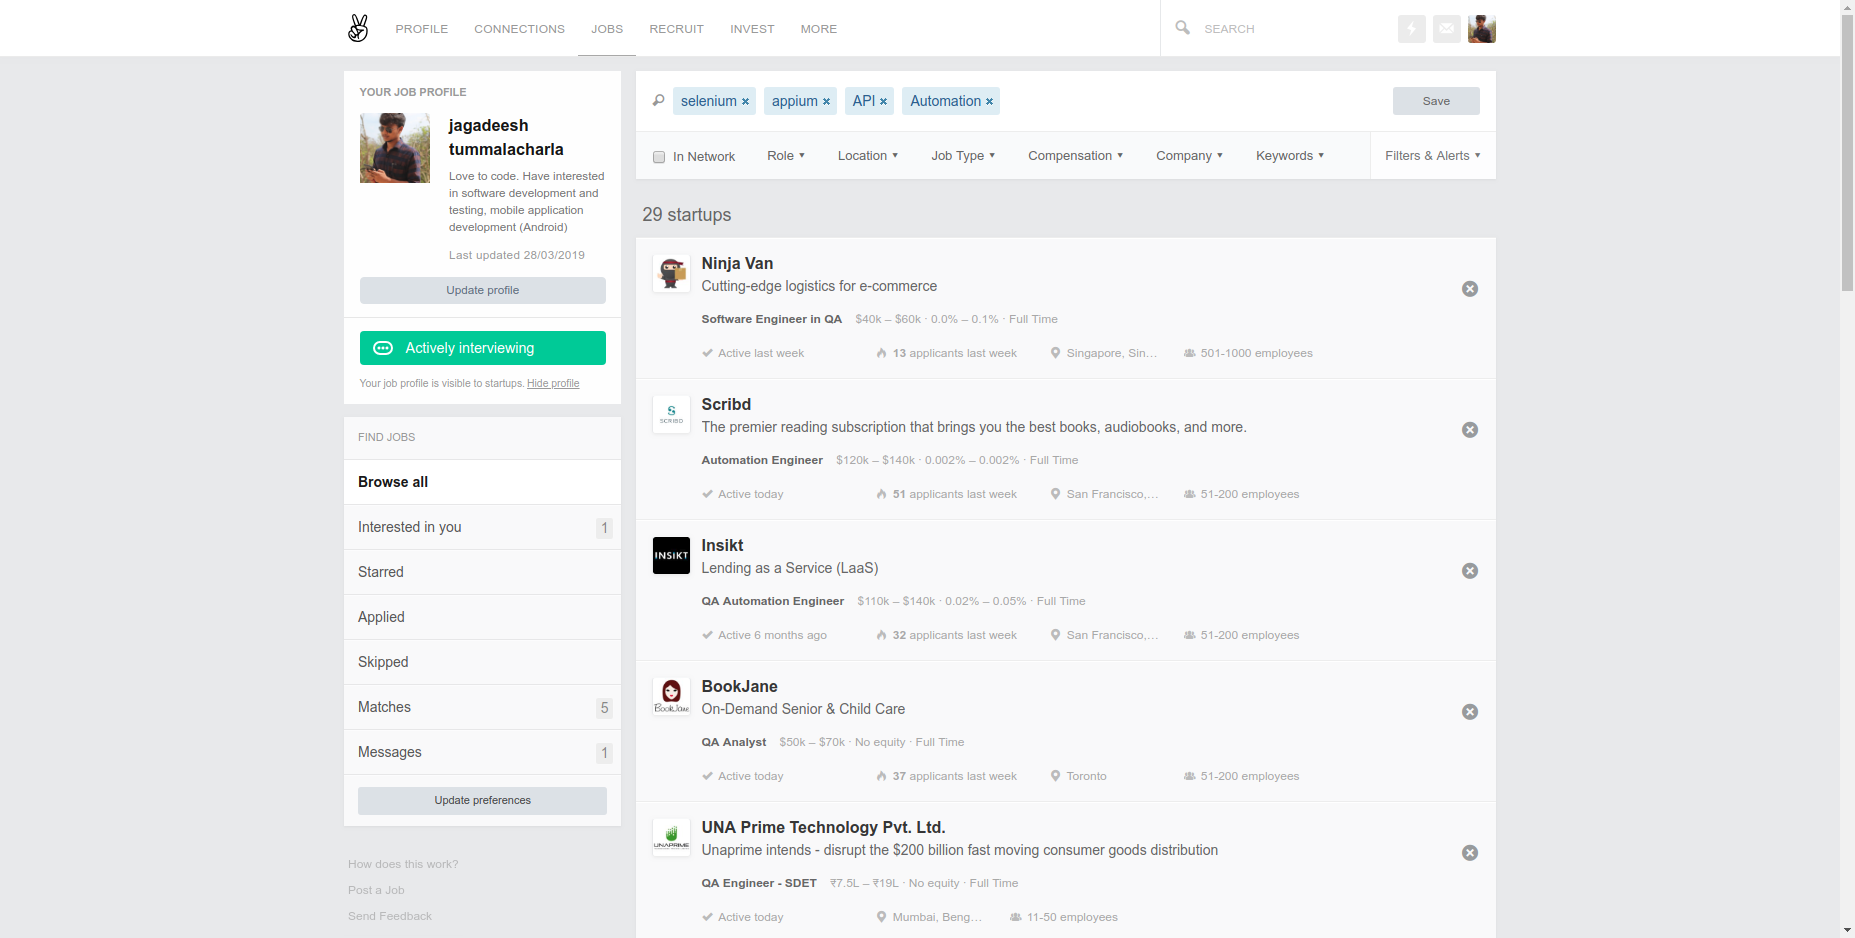 PROFILE CONNECTIONS JOBS RECRUIT INVEST MORE SEARCH
YOUR JOB PROFILE
jagadeesh
tummalacharla
Love to code. Have interested
in software development and
testing, mobile application
development (Android)
Last updated 28/03/2019
Update profile
Actively interviewing
Your job profile is visible to startups. Hide profile
FIND JOBS
Browse all
Interested in you 1
Starred
Applied
Skipped
Matches 5
Messages 1
Update preferences
How does this work?
Post a Job
Send Feedback
selenium × appium × API × Automation × Save
In Network Role ▾ Location ▾ Job Type ▾ Compensation ▾ Company ▾ Keywords ▾ Filters & Alerts ▾
29 startups
Ninja Van
Cutting-edge logistics for e-commerce
Software Engineer in QA $40k – $60k · 0.0% – 0.1% · Full Time
Active last week 13 applicants last week Singapore, Sin... 501-1000 employees
SCRIBD
Scribd
The premier reading subscription that brings you the best books, audiobooks, and more.
Automation Engineer $120k – $140k · 0.002% – 0.002% · Full Time
Active today 51 applicants last week San Francisco,... 51-200 employees
INSIKT
Insikt
Lending as a Service (LaaS)
QA Automation Engineer $110k – $140k · 0.02% – 0.05% · Full Time
Active 6 months ago 32 applicants last week San Francisco,... 51-200 employees
BookJane
BookJane
On-Demand Senior & Child Care
QA Analyst $50k – $70k · No equity · Full Time
Active today 37 applicants last week Toronto 51-200 employees
UNAPRIME
UNA Prime Technology Pvt. Ltd.
Unaprime intends - disrupt the $200 billion fast moving consumer goods distribution
QA Engineer - SDET ₹7.5L – ₹19L · No equity · Full Time
Active today Mumbai, Beng... 11-50 employees